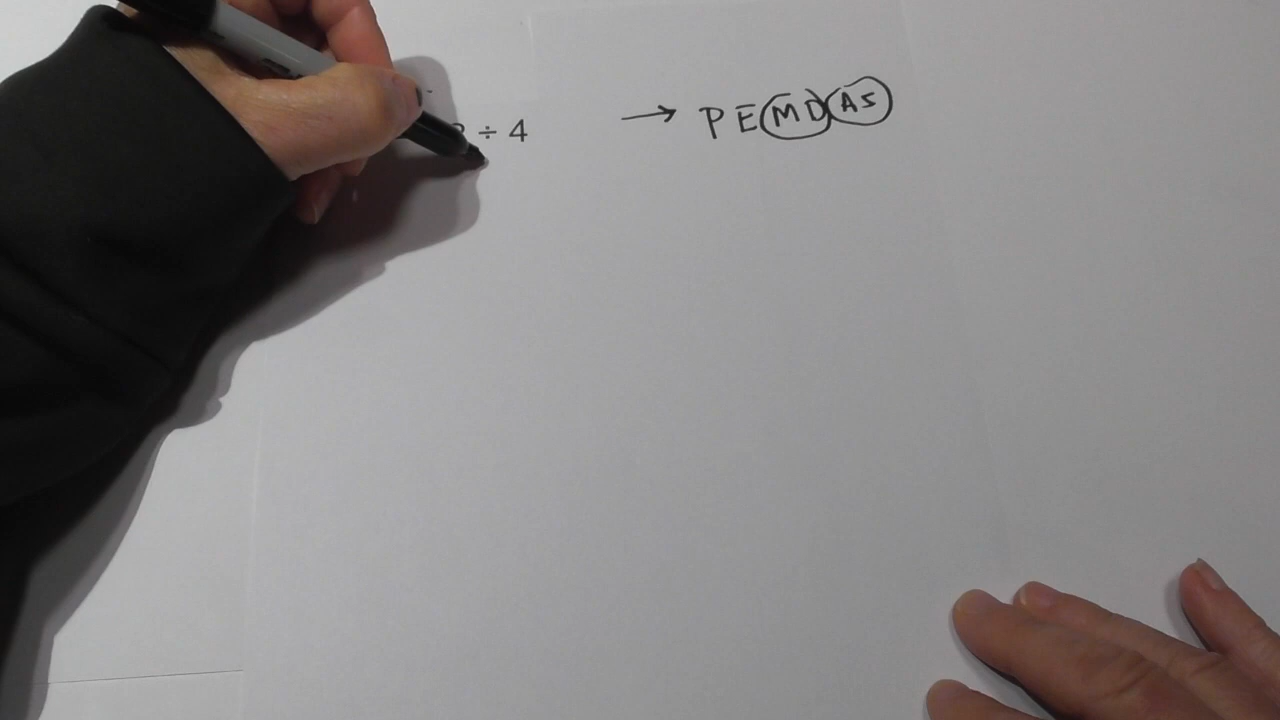 ÷ 4 → PEMDAS